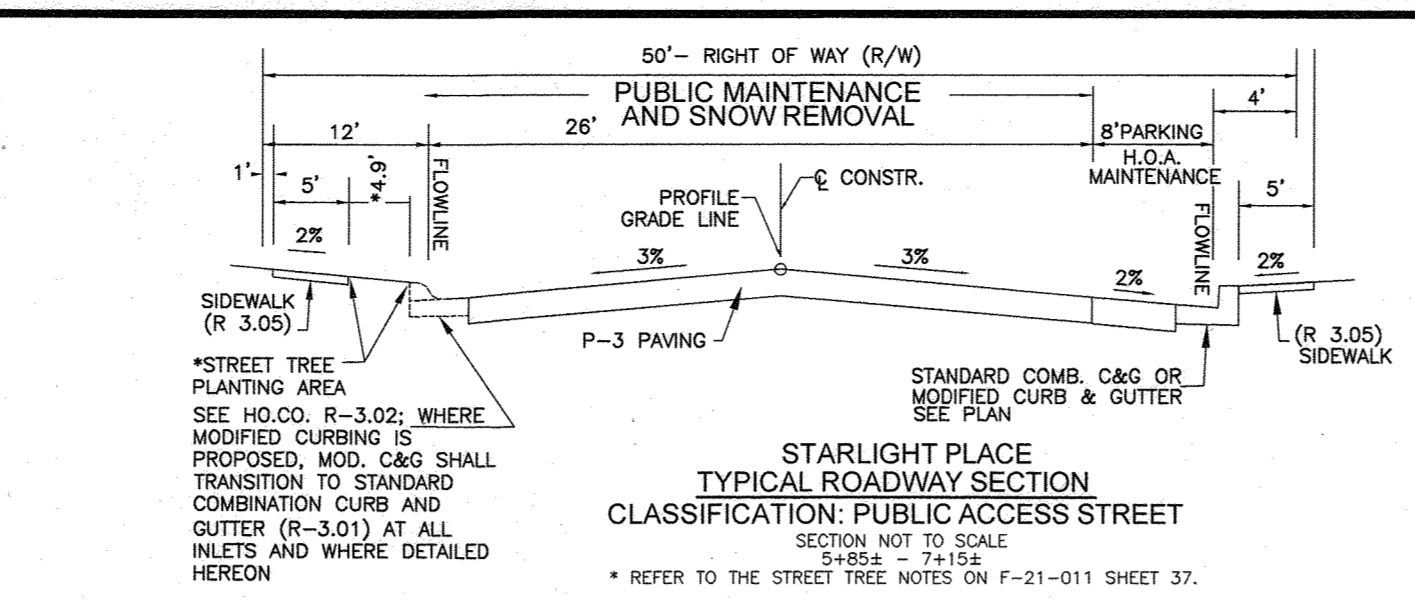 50'- RIGHT OF WAY (R/W)
PUBLIC MAINTENANCE
AND SNOW REMOVAL
4'
12'
26'
8'PARKING
H.O.A.
MAINTENANCE
1'
5'
*4.9'
FLOWLINE
PROFILE
GRADE LINE
℄ CONSTR.
FLOWLINE
5'
2%
3%
3%
2%
2%
SIDEWALK
(R 3.05)
P-3 PAVING
(R 3.05)
SIDEWALK
*STREET TREE
PLANTING AREA
SEE HO.CO. R-3.02; WHERE
MODIFIED CURBING IS
PROPOSED, MOD. C&G SHALL
TRANSITION TO STANDARD
COMBINATION CURB AND
GUTTER (R-3.01) AT ALL
INLETS AND WHERE DETAILED
HEREON
STANDARD COMB. C&G OR
MODIFIED CURB & GUTTER
SEE PLAN
STARLIGHT PLACE
TYPICAL ROADWAY SECTION
CLASSIFICATION: PUBLIC ACCESS STREET
SECTION NOT TO SCALE
5+85± - 7+15±
* REFER TO THE STREET TREE NOTES ON F-21-011 SHEET 37.